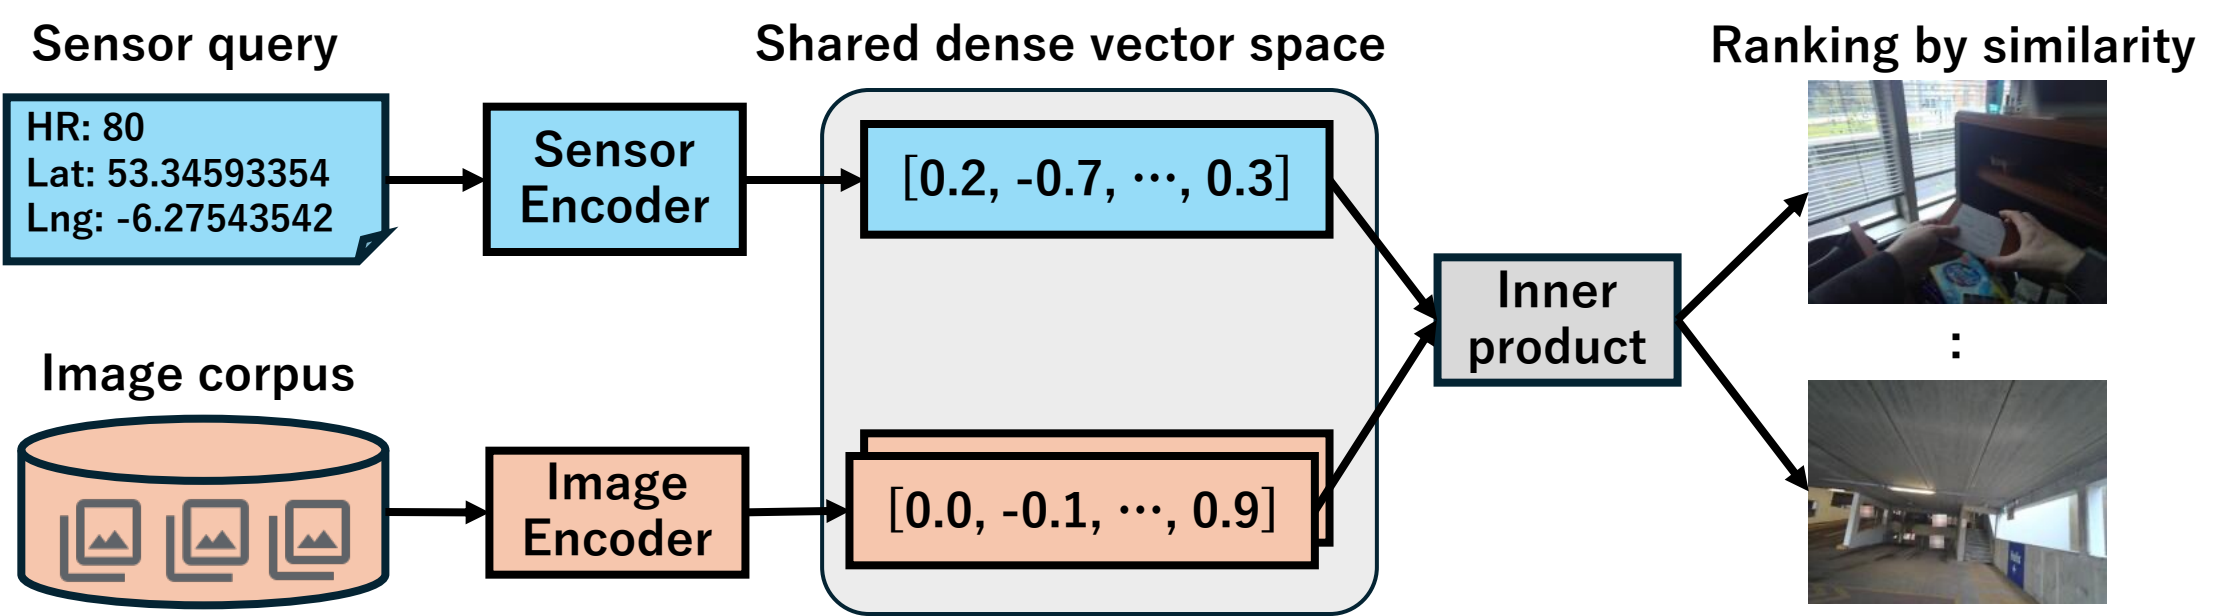 Sensor query
HR: 80
Lat: 53.34593354
Lng: -6.27543542
Sensor
Encoder
Shared dense vector space
[0.2, -0.7, ⋯, 0.3]
Image corpus
Image
Encoder
[0.0, -0.1, ⋯, 0.9]
Inner
product
Ranking by similarity
: